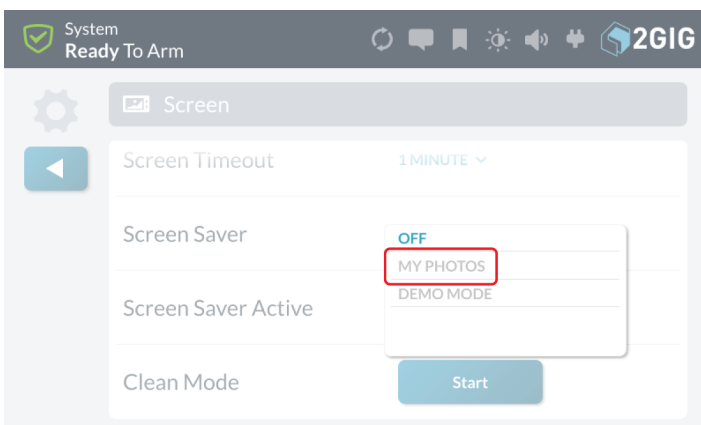 System
Ready To Arm
2GIG
Screen
Screen Timeout
1 MINUTE
Screen Saver
OFF
MY PHOTOS
DEMO MODE
Screen Saver Active
Clean Mode
Start